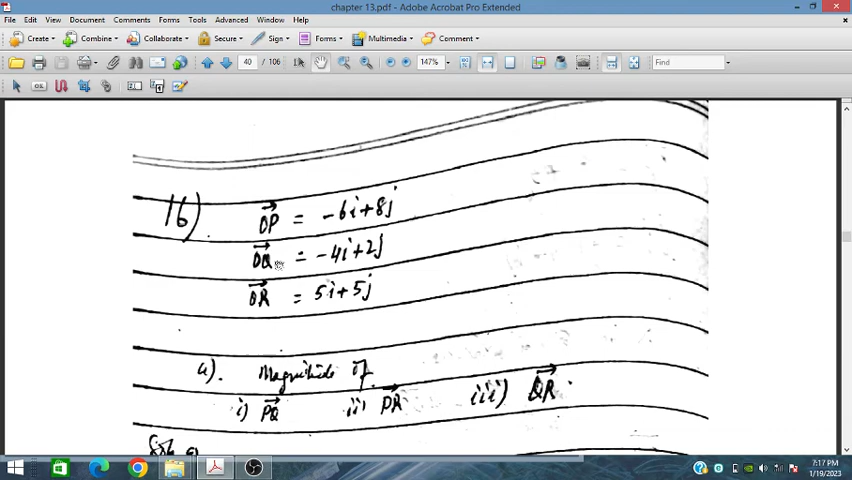 chapter 13.pdf - Adobe Acrobat Pro Extended
File Edit View Document Comments Forms Tools Advanced Window Help
Create Combine Collaborate Secure Sign Forms Multimedia Comment
40 / 106 147% Find
16) OP = -6i+8j
OQ = -4i+2j
OR = 5i+5j
a). Magnitude of
i) PQ ii) PR iii) QR
7:17 PM
1/19/2023